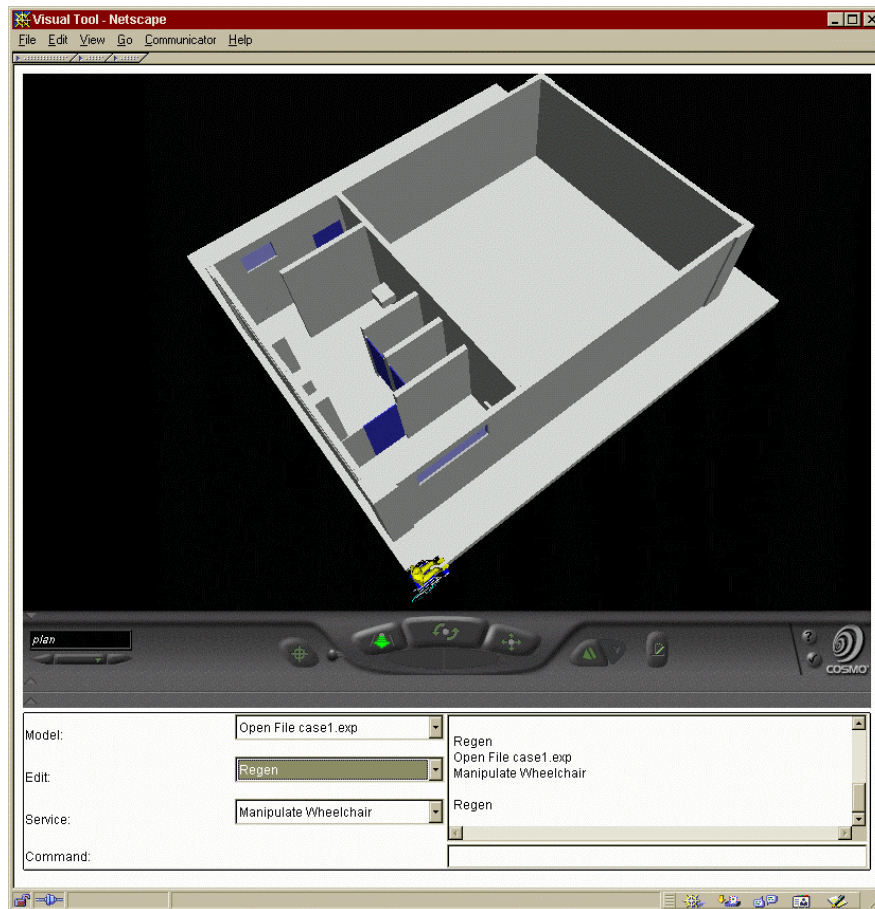 Visual Tool - Netscape
File Edit View Go Communicator Help
plan
?
COSMO
Model:
Open File case1.exp
Edit:
Regen
Service:
Manipulate Wheelchair
Command:
Regen
Open File case1.exp
Manipulate Wheelchair
Regen